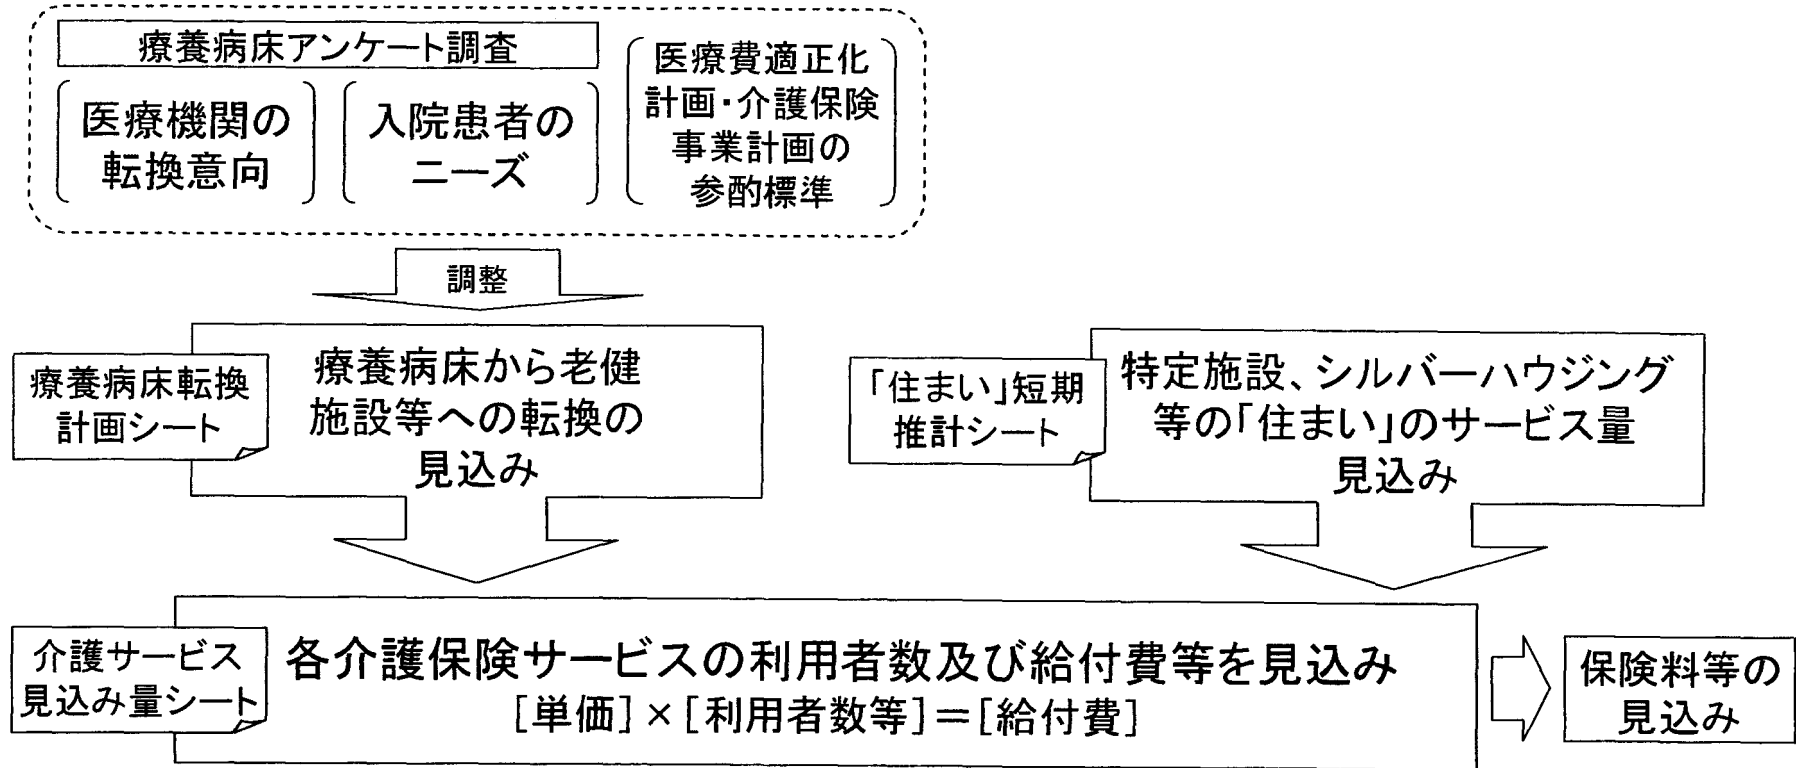 療養病床アンケート調査
医療機関の
転換意向
入院患者の
ニーズ
医療費適正化
計画・介護保険
事業計画の
参酌標準
調整
療養病床転換
計画シート
療養病床から老健
施設等への転換の
見込み
「住まい」短期
推計シート
特定施設、シルバーハウジング
等の「住まい」のサービス量
見込み
介護サービス
見込み量シート
各介護保険サービスの利用者数及び給付費等を見込み
[単価]×[利用者数等]=[給付費]
保険料等の
見込み